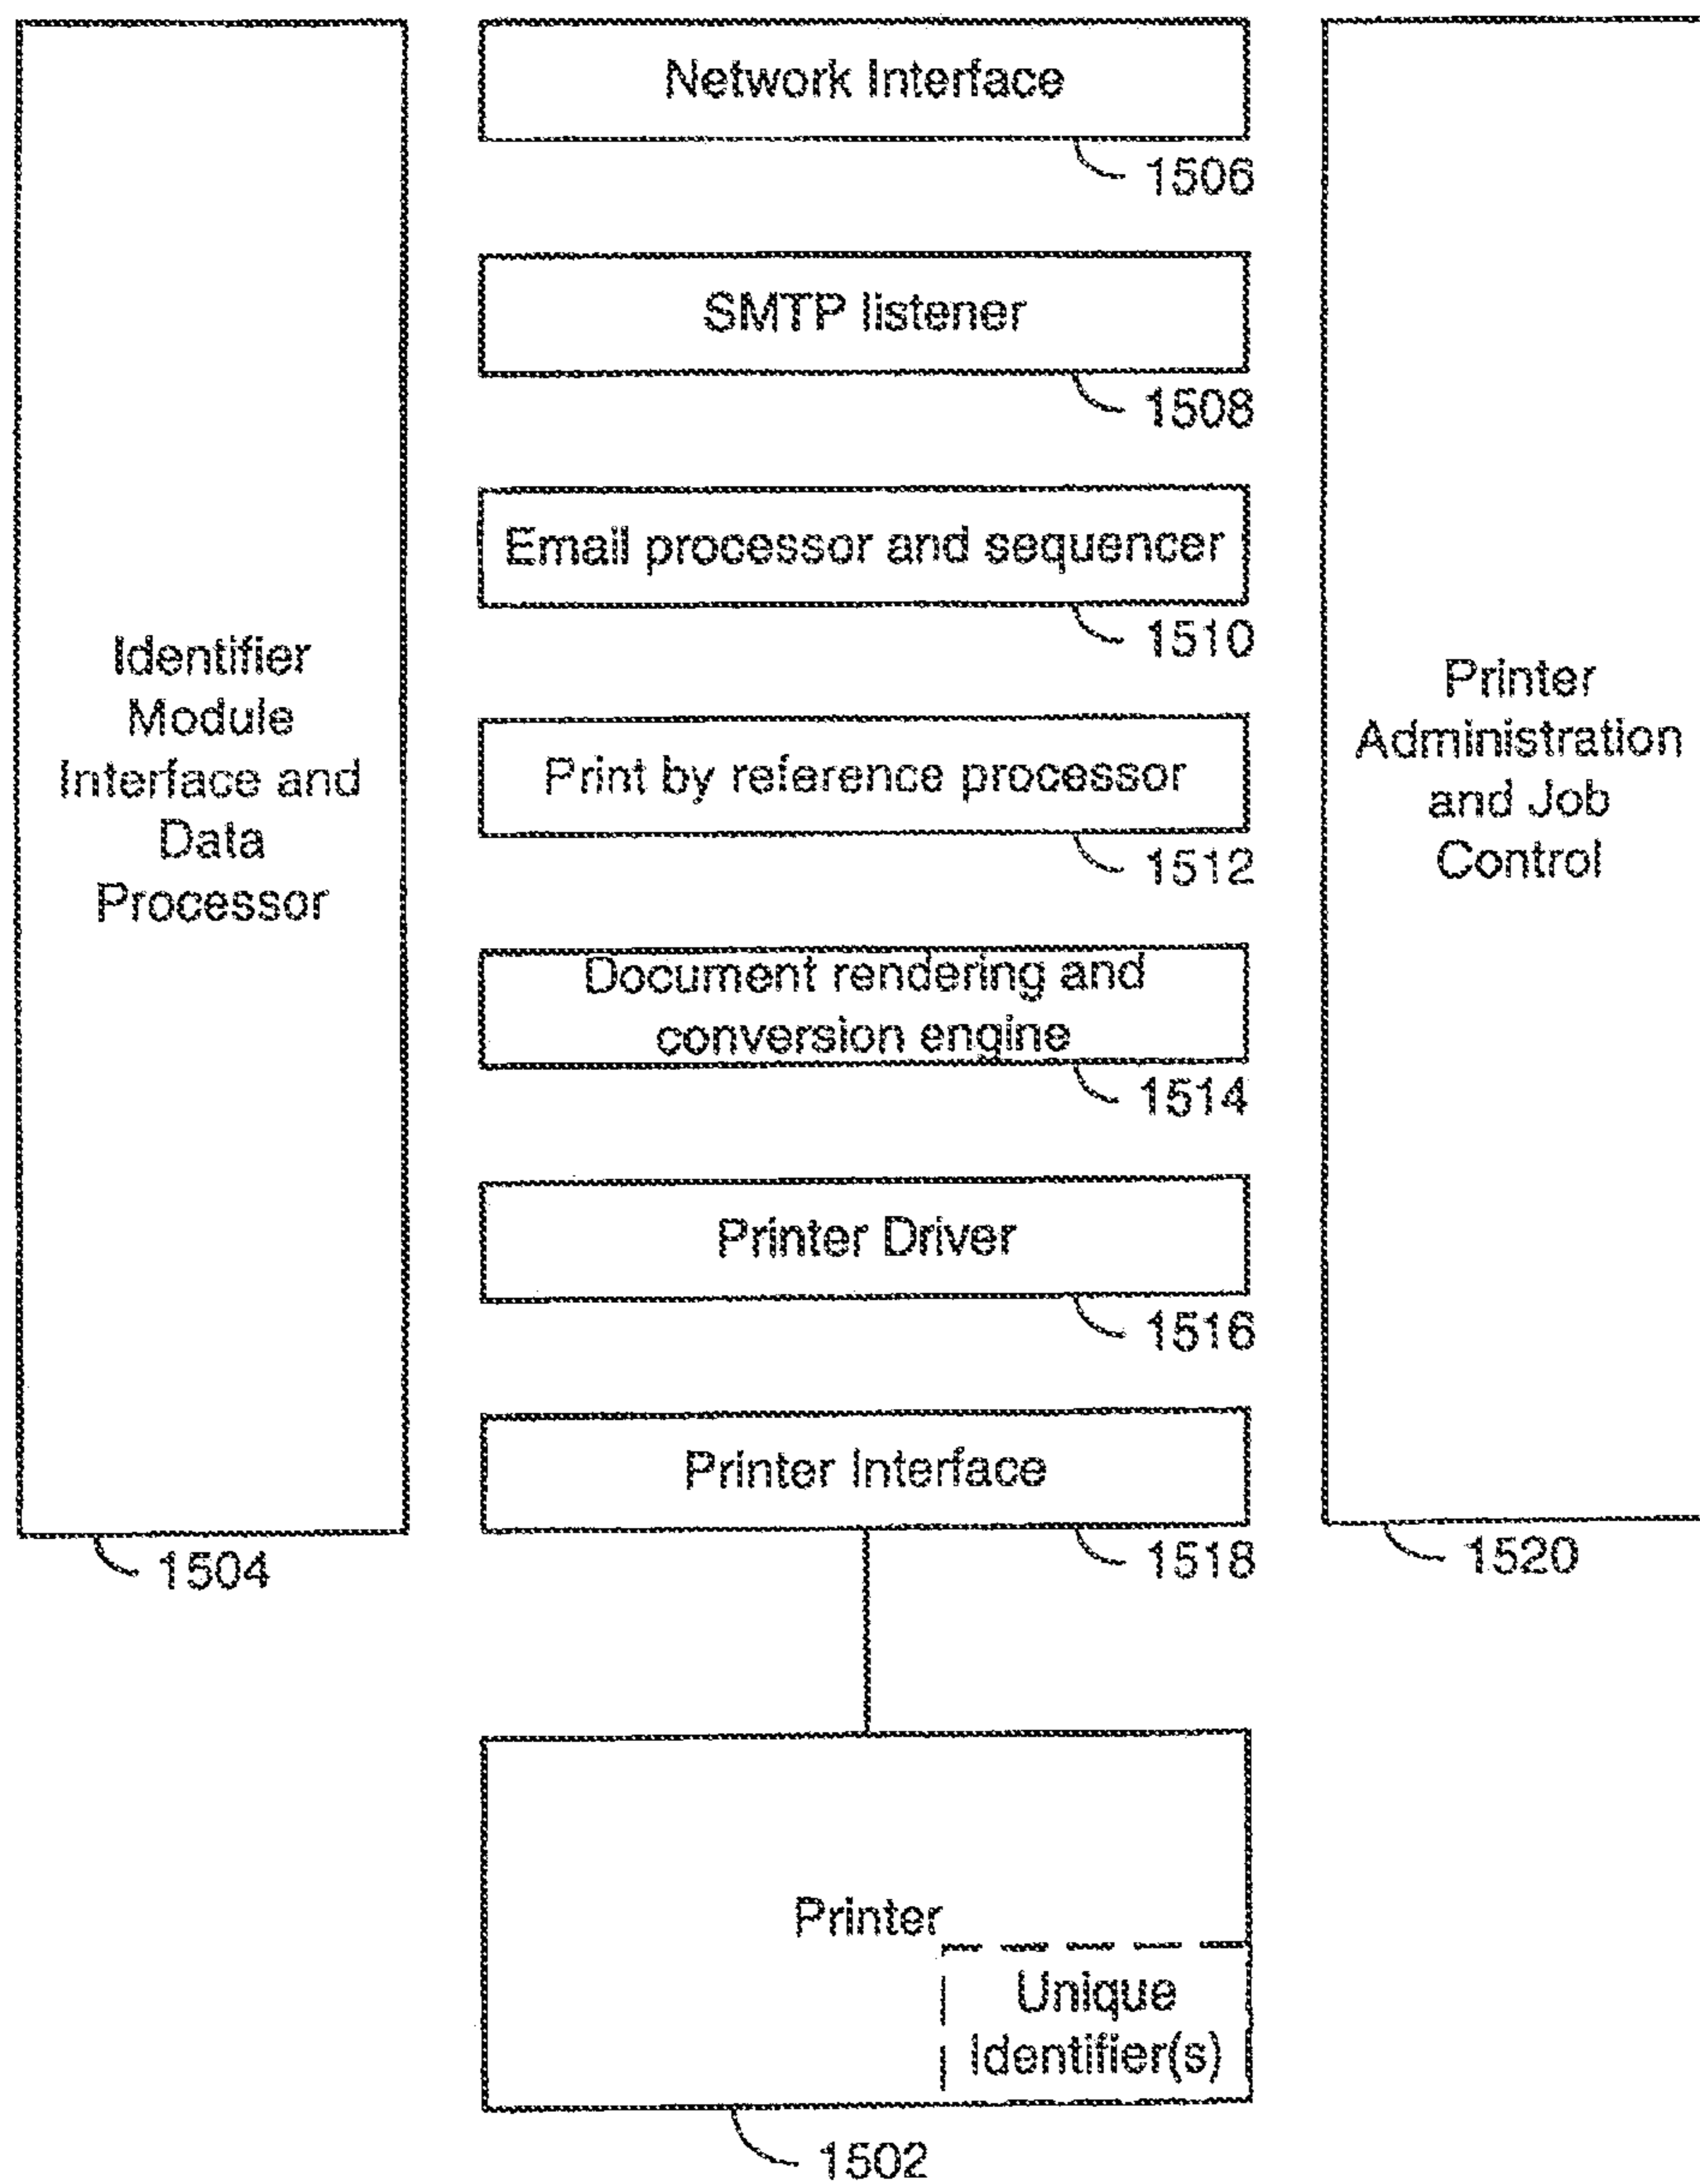 Network Interface
1506
SMTP listener
1508
Email processor and sequencer
1510
Identifier
Module
Interface and
Data
Processor
1504
Print by reference processor
1512
Document rendering and
conversion engine
1514
Printer Driver
1516
Printer Interface
1518
Printer
Administration
and Job
Control
1520
Printer
Unique
Identifier(s)
1502